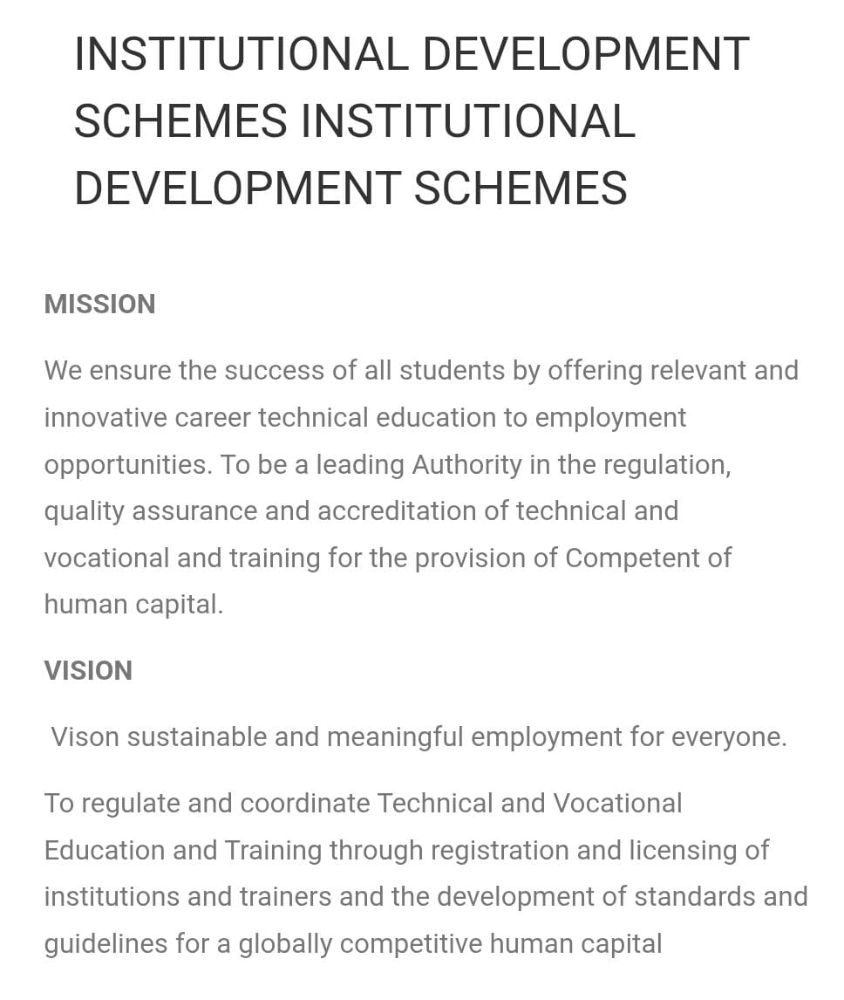 INSTITUTIONAL DEVELOPMENT
SCHEMES INSTITUTIONAL
DEVELOPMENT SCHEMES
MISSION
We ensure the success of all students by offering relevant and
innovative career technical education to employment
opportunities. To be a leading Authority in the regulation,
quality assurance and accreditation of technical and
vocational and training for the provision of Competent of
human capital.
VISION
Vison sustainable and meaningful employment for everyone.
To regulate and coordinate Technical and Vocational
Education and Training through registration and licensing of
institutions and trainers and the development of standards and
guidelines for a globally competitive human capital